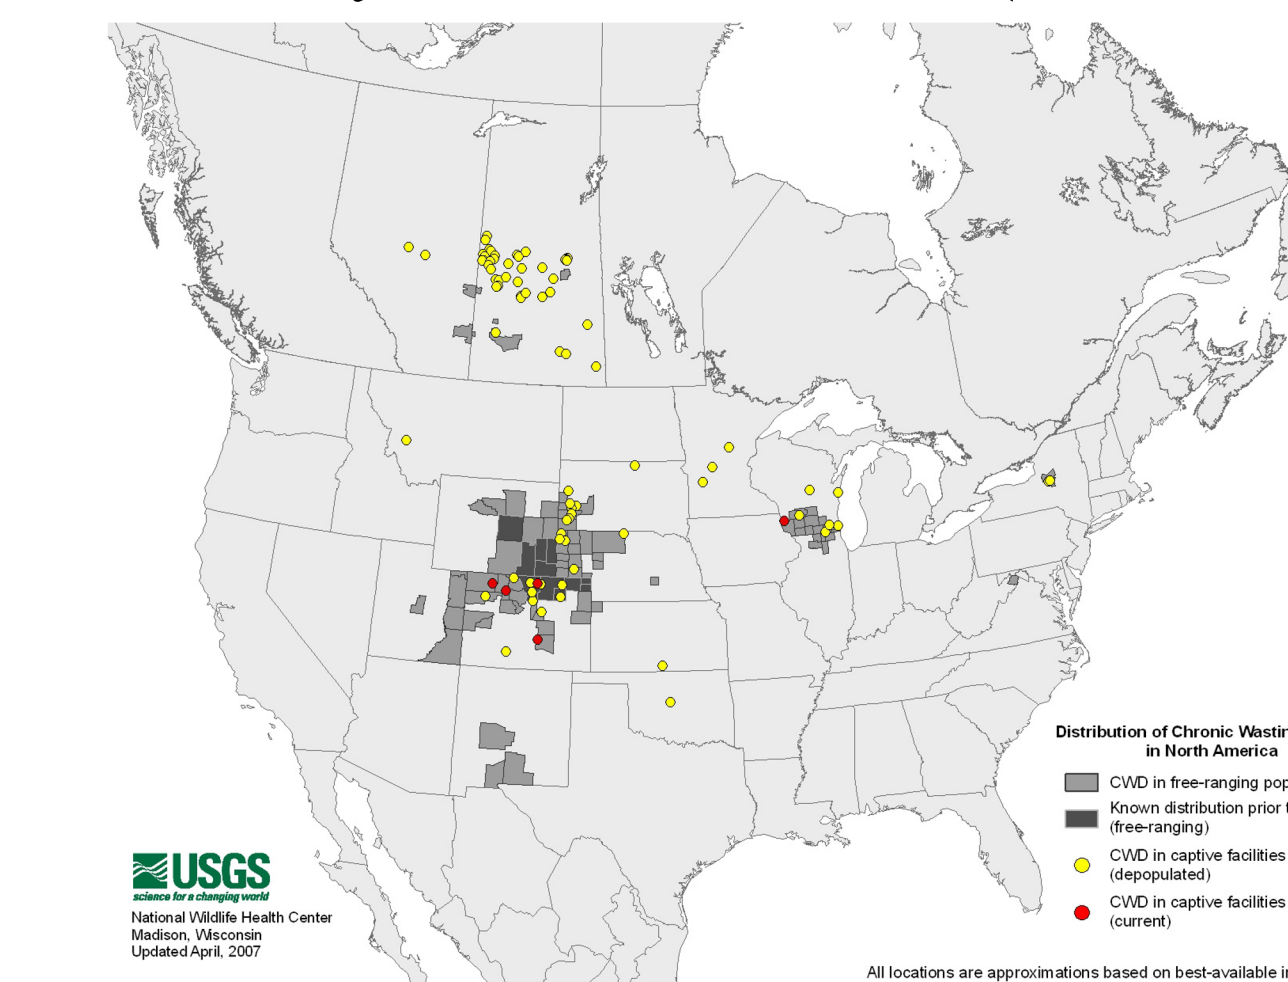 Distribution of Chronic
in North America
CWD in free-ranging
Known distribution prior
(free-ranging)
CWD in captive facilities
(depopulated)
CWD in captive facilities
(current)
USGS
science for a changing world
National Wildlife Health Center
Madison, Wisconsin
Updated April, 2007
All locations are approximations based on best-available